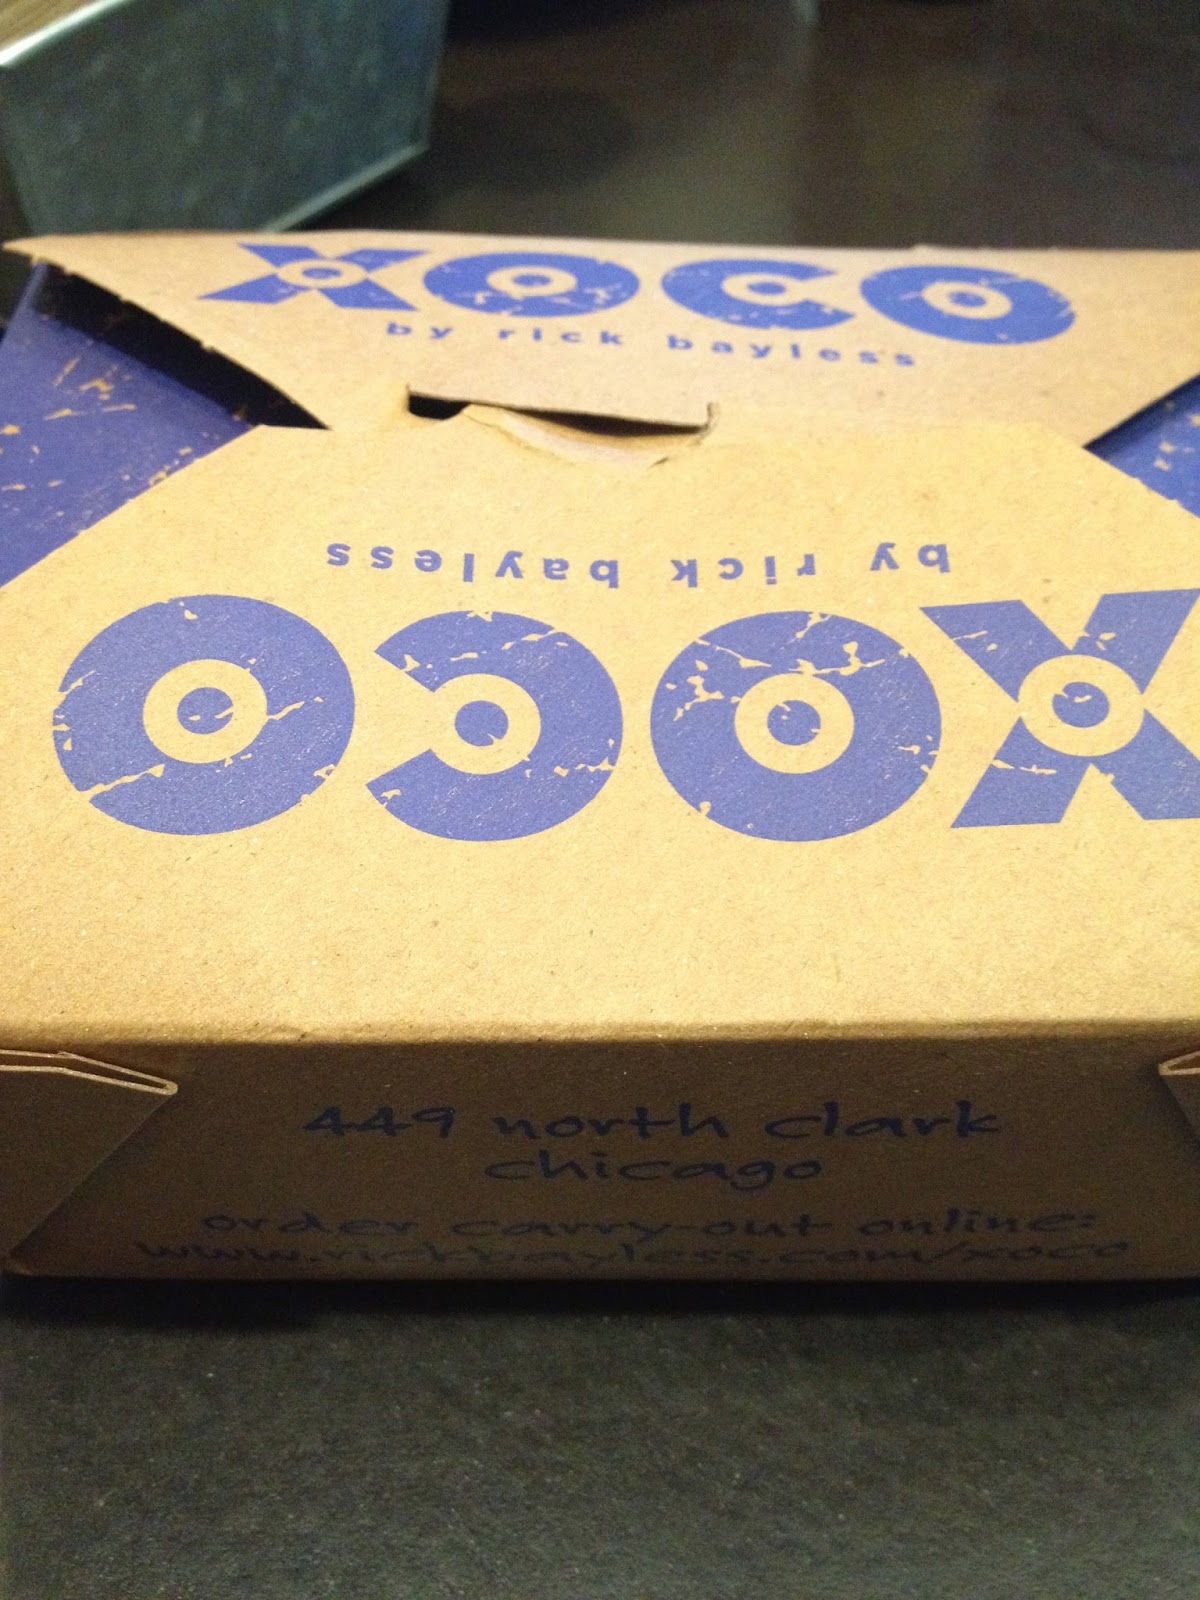 XOCO
by rick bayless
by rick bayless
XOCO
449 north clark
chicago
order carry-out online:
www.rickbayless.com/xoco